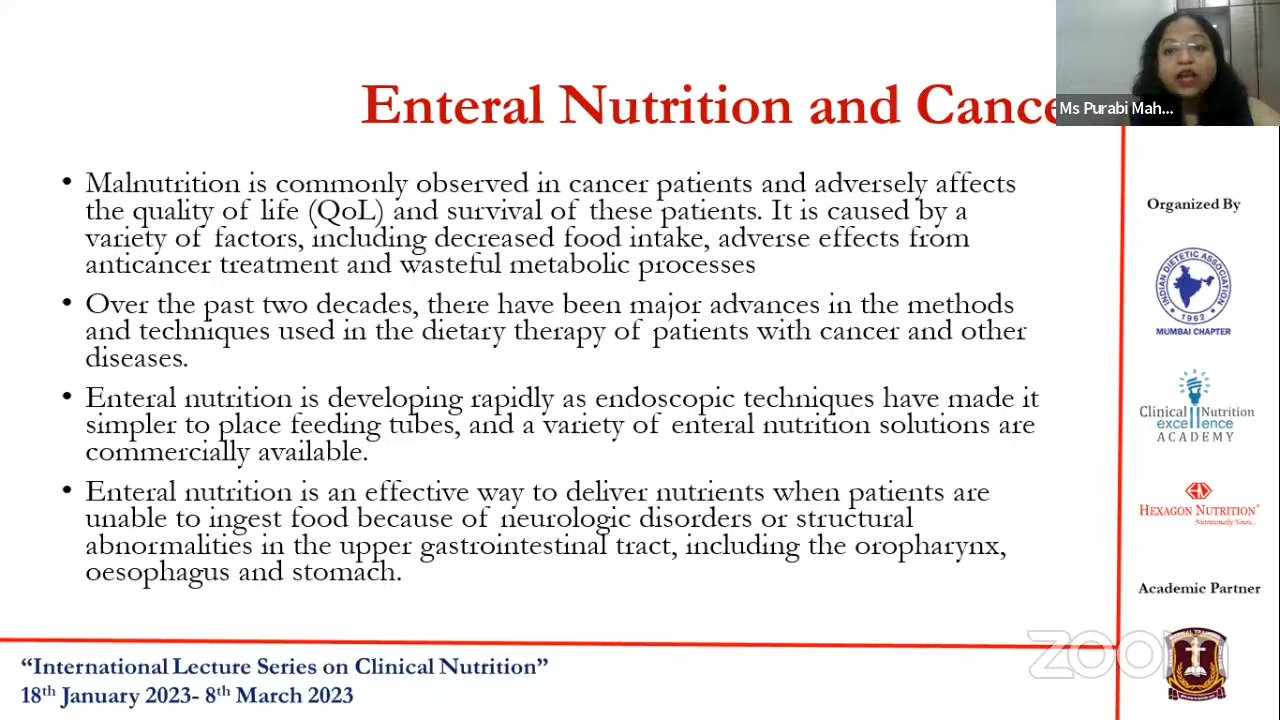 Enteral Nutrition and Cance
Ms Purabi Mah...
• Malnutrition is commonly observed in cancer patients and adversely affects
the quality of life (QoL) and survival of these patients. It is caused by a
variety of factors, including decreased food intake, adverse effects from
anticancer treatment and wasteful metabolic processes
• Over the past two decades, there have been major advances in the methods
and techniques used in the dietary therapy of patients with cancer and other
diseases.
• Enteral nutrition is developing rapidly as endoscopic techniques have made it
simpler to place feeding tubes, and a variety of enteral nutrition solutions are
commercially available.
• Enteral nutrition is an effective way to deliver nutrients when patients are
unable to ingest food because of neurologic disorders or structural
abnormalities in the upper gastrointestinal tract, including the oropharynx,
oesophagus and stomach.
Organized By
INDIAN DETETIC ASSOCIATION
• 1962 •
MUMBAI CHAPTER
Clinical Nutrition
excellence
ACADEMY
HEXAGON NUTRITION
Nutritionally Yours...
Academic Partner
zoom
“International Lecture Series on Clinical Nutrition”
18th January 2023- 8th March 2023